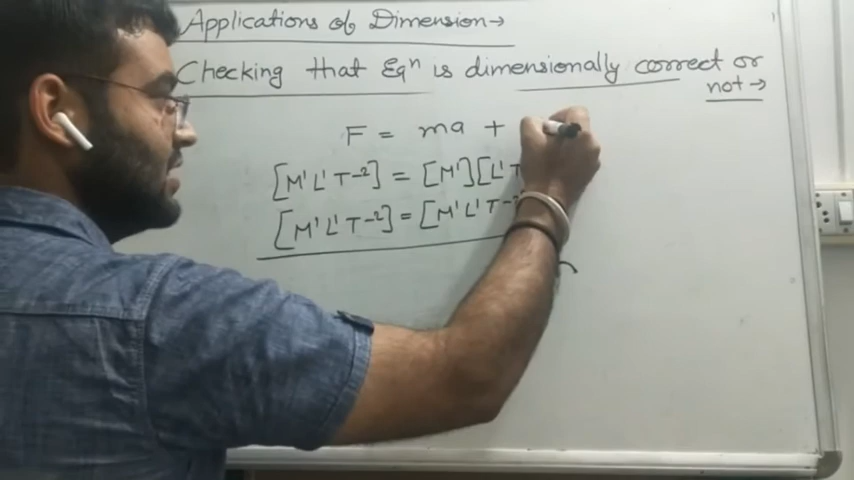 Applications of Dimension→
Checking that Eqⁿ is dimensionally correct or
not→
F = ma +
[M¹L¹T⁻²] = [M¹][L¹T
[M¹L¹T⁻²] = [M¹L¹T⁻²